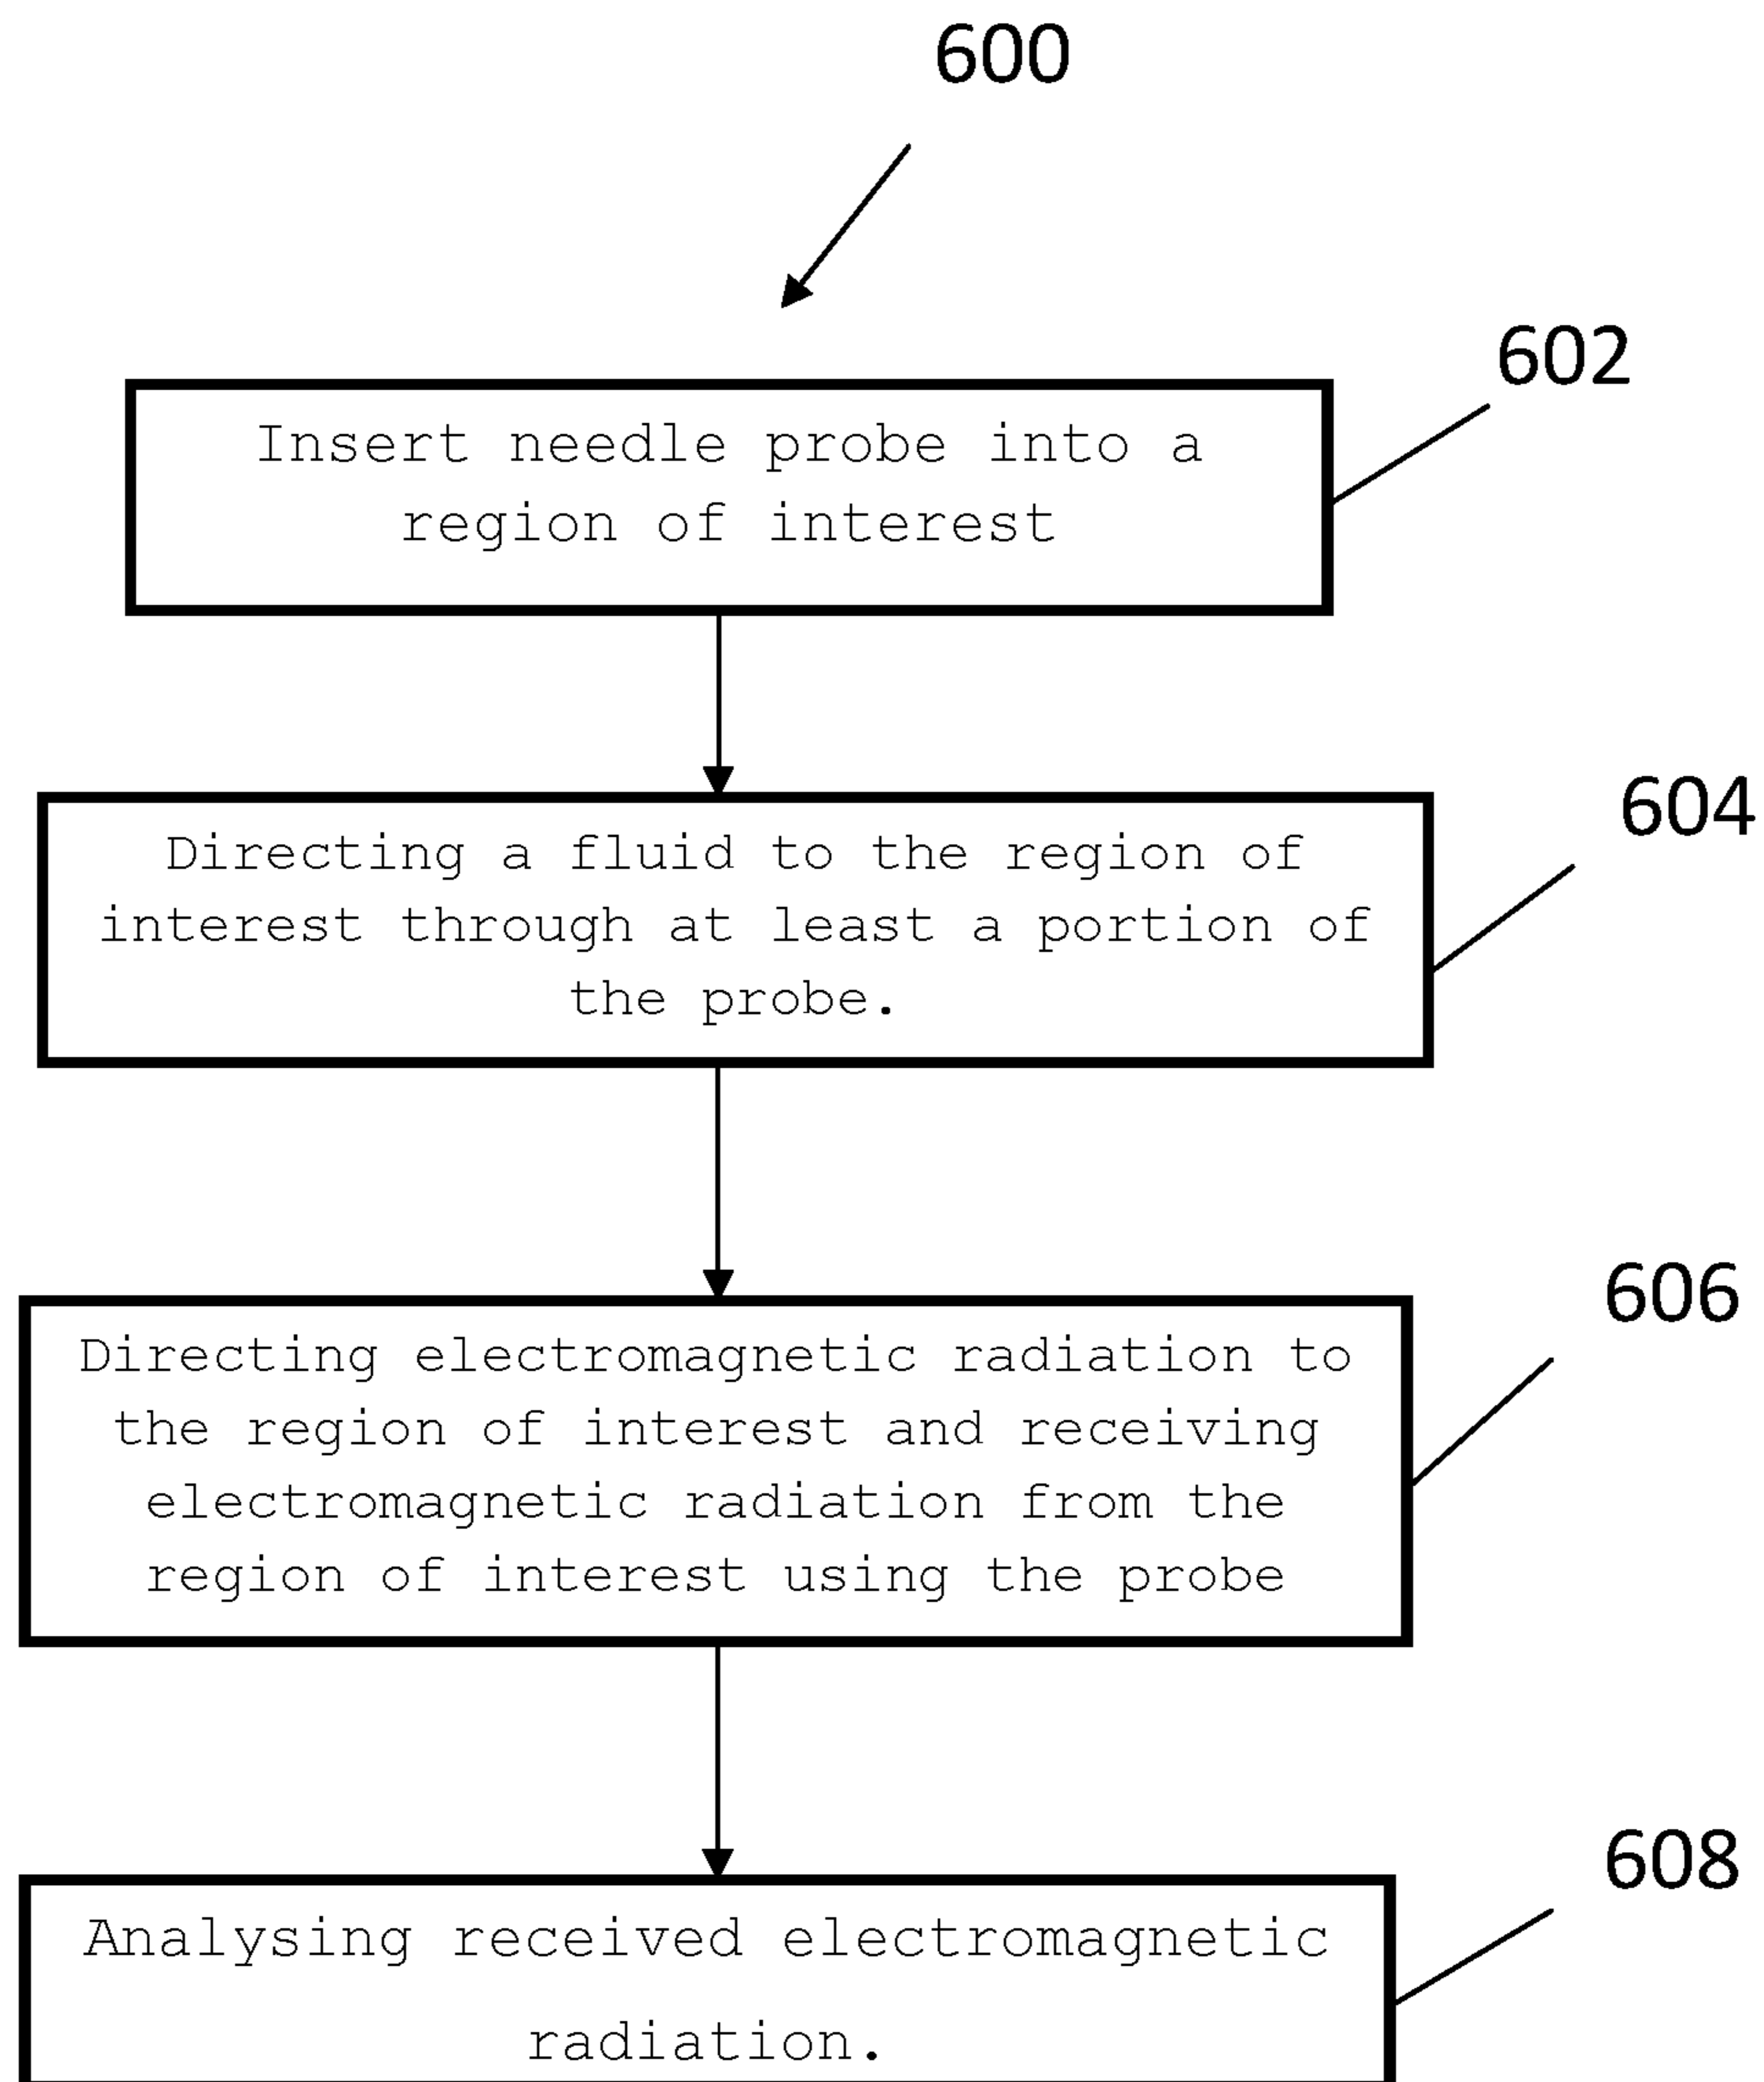 600
602
Insert needle probe into a
region of interest
604
Directing a fluid to the region of
interest through at least a portion of
the probe.
606
Directing electromagnetic radiation to
the region of interest and receiving
electromagnetic radiation from the
region of interest using the probe
608
Analysing received electromagnetic
radiation.